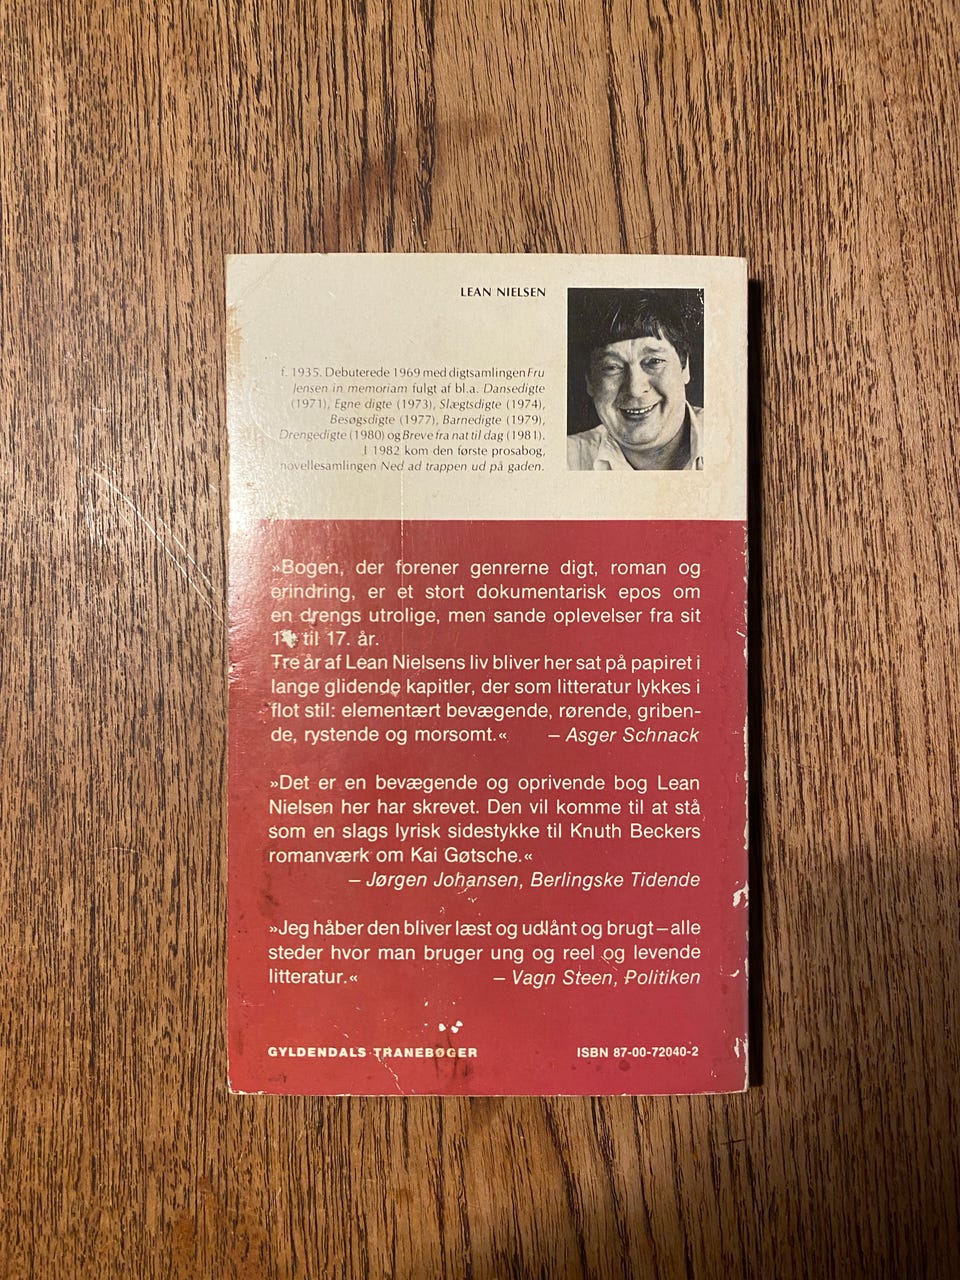 LEAN NIELSEN
f. 1935. Debuterede 1969 med digtsamlingen Fru
Jensen in memoriam fulgt af bl.a. Dansedigte
(1971), Egne digte (1973), Slægtsdigte (1974),
Besøgsdigte (1977), Barnedigte (1979),
Drengedigte (1980) og Breve fra nat til dag (1981).
I 1982 kom den første prosabog,
novellesamlingen Ned ad trappen ud på gaden.
»Bogen, der forener genrerne digt, roman og
erindring, er et stort dokumentarisk epos om
en drengs utrolige, men sande oplevelser fra sit
til 17. år.
Tre år af Lean Nielsens liv bliver her sat på papiret i
lange glidende kapitler, der som litteratur lykkes i
flot stil: elementært bevægende, rørende, griben-
de, rystende og morsomt.« – Asger Schnack
»Det er en bevægende og oprivende bog Lean
Nielsen her har skrevet. Den vil komme til at stå
som en slags lyrisk sidestykke til Knuth Beckers
romanværk om Kai Gøtsche.«
– Jørgen Johansen, Berlingske Tidende
»Jeg håber den bliver læst og udlånt og brugt – alle
steder hvor man bruger ung og reel og levende
litteratur.« – Vagn Steen, Politiken
GYLDENDALS TRANEBØGER ISBN 87-00-72040-2